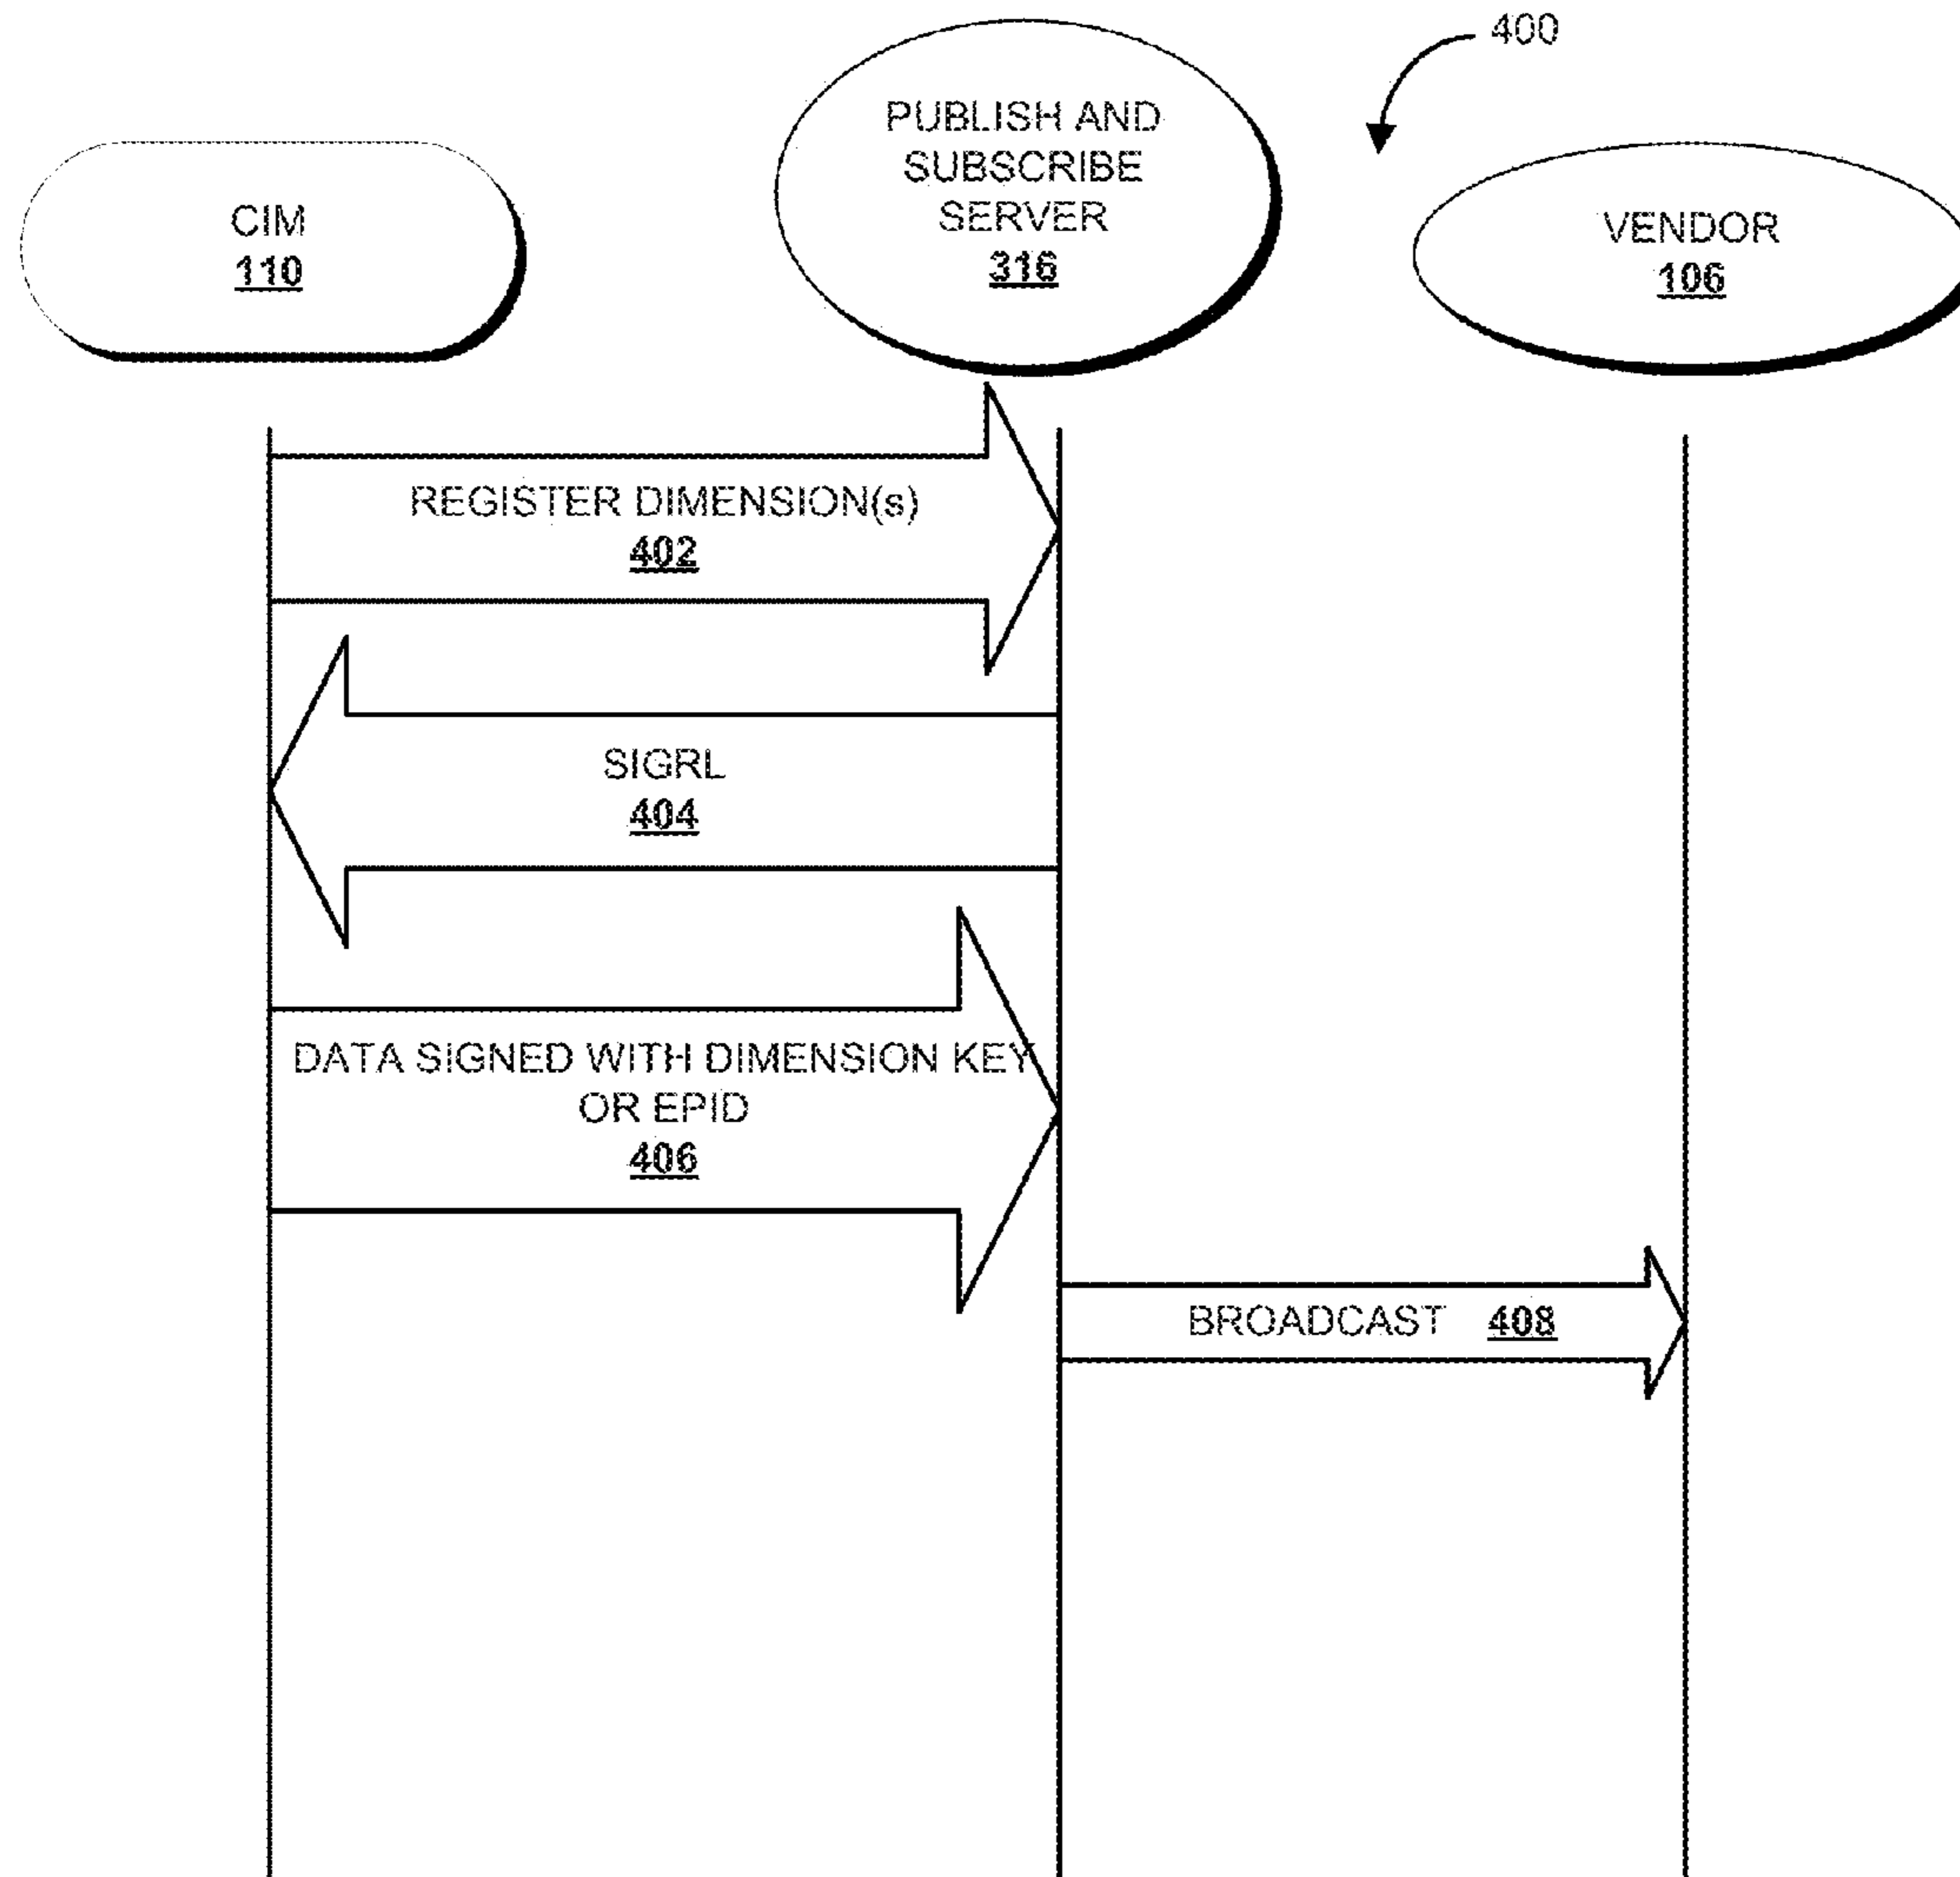 400
PUBLISH AND
SUBSCRIBE
SERVER
316
CIM
110
VENDOR
106
REGISTER DIMENSION(s)
402
SIGRL
404
DATA SIGNED WITH DIMENSION KEY
OR EPID
406
BROADCAST 408